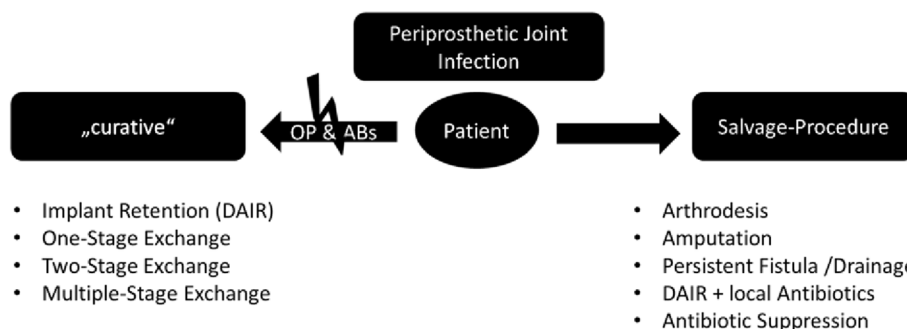 Periprosthetic Joint
Infection
„curative“
OP & ABs
Patient
Salvage-Procedure
• Implant Retention (DAIR)
• One-Stage Exchange
• Two-Stage Exchange
• Multiple-Stage Exchange
• Arthrodesis
• Amputation
• Persistent Fistula /Drainage
• DAIR + local Antibiotics
• Antibiotic Suppression